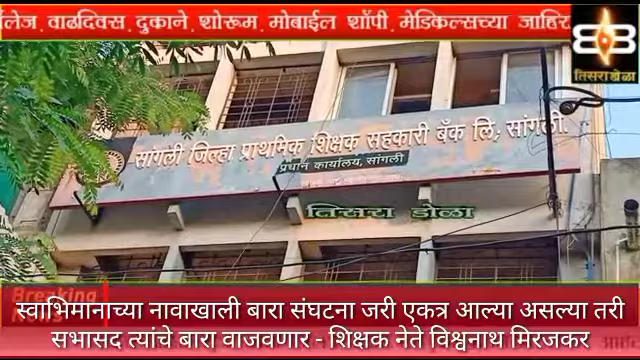 लेज, वाढदिवस, दुकाने, शोरूम, मोबाईल शॉपी, मेडिकल्सच्या जाहिर
तिसरा डोळा
सांगली जिल्हा प्राथमिक शिक्षक सहकारी बँक लि; सांगली.
प्रधान कार्यालय, सांगली
तिसरा डोळा
Breaking
स्वाभिमानाच्या नावाखाली बारा संघटना जरी एकत्र आल्या असल्या तरी
सभासद त्यांचे बारा वाजवणार - शिक्षक नेते विश्वनाथ मिरजकर